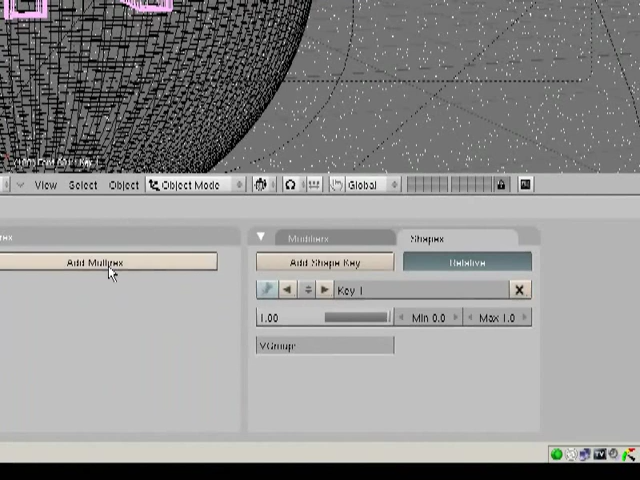 View Select Object Object Mode Global
Modifiers Shapes
Add Multires
Add Shape Key Relative
Key 1
1.00 Min 0.0 Max 1.0
VGroup: